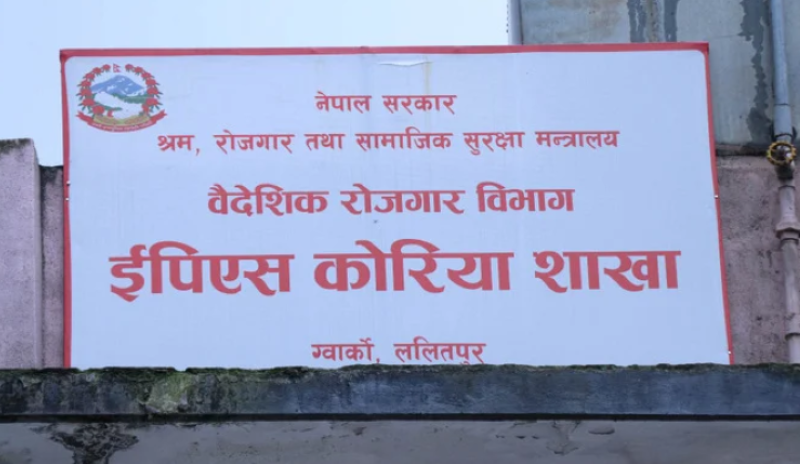 नेपाल सरकार
श्रम, रोजगार तथा सामाजिक सुरक्षा मन्त्रालय
वैदेशिक रोजगार विभाग
ईपिएस कोरिया शाखा
ग्वार्को, ललितपुर